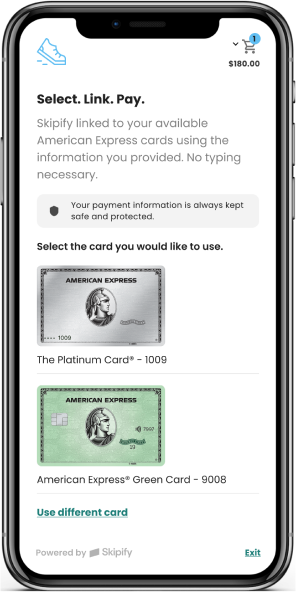 1
$180.00
Select. Link. Pay.
Skipify linked to your available
American Express cards using the
information you provided. No typing
necessary.
Your payment information is always kept
safe and protected.
Select the card you would like to use.
AMERICAN EXPRESS
1009
The Platinum Card® - 1009
AMERICAN EXPRESS
7997
American Express® Green Card - 9008
Use different card
Powered by Skipify
Exit